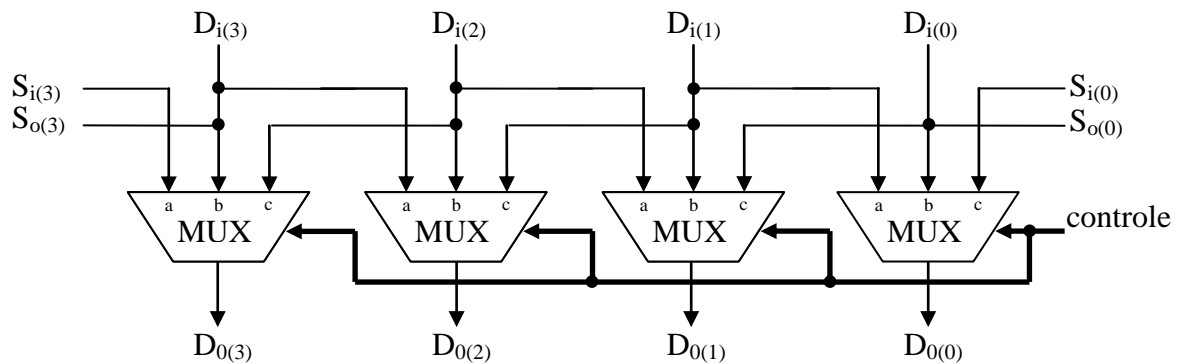 Di(3) Di(2) Di(1) Di(0)
Si(3) Si(0)
So(3) So(0)
a b c a b c a b c a b c
MUX MUX MUX MUX controle
D0(3) D0(2) D0(1) D0(0)